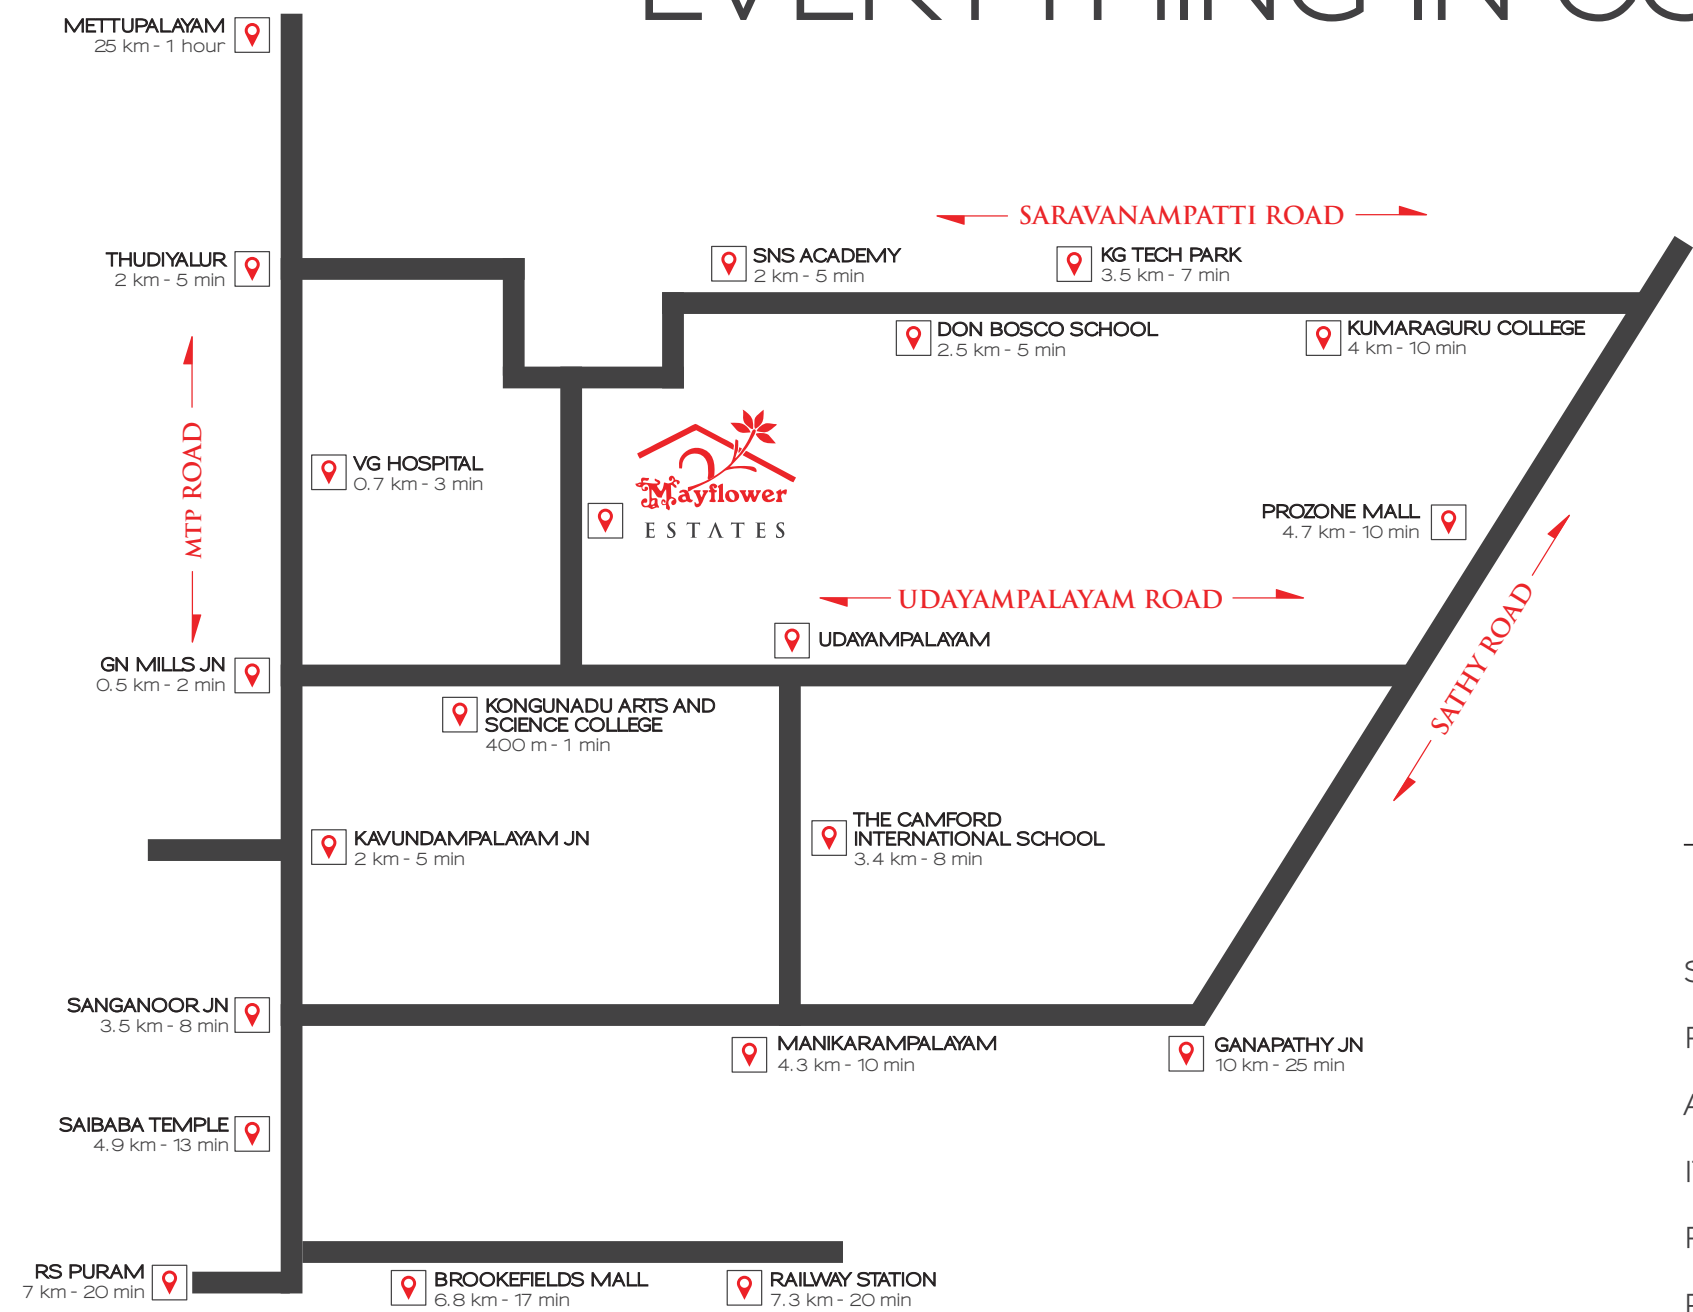 METTUPALAYAM
25 km - 1 hour
SARAVANAMPATTI ROAD
THUDIYALUR
2 km - 5 min
SNS ACADEMY
2 km - 5 min
KG TECH PARK
3.5 km - 7 min
DON BOSCO SCHOOL
2.5 km - 5 min
KUMARAGURU COLLEGE
4 km - 10 min
MTP ROAD
VG HOSPITAL
0.7 km - 3 min
Mayflower
ESTATES
PROZONE MALL
4.7 km - 10 min
UDAYAMPALAYAM ROAD
SATHY ROAD
UDAYAMPALAYAM
GN MILLS JN
0.5 km - 2 min
KONGUNADU ARTS AND
SCIENCE COLLEGE
400 m - 1 min
KAVUNDAMPALAYAM JN
2 km - 5 min
THE CAMFORD
INTERNATIONAL SCHOOL
3.4 km - 8 min
SANGANOOR JN
3.5 km - 8 min
MANIKARAMPALAYAM
4.3 km - 10 min
GANAPATHY JN
10 km - 25 min
SAIBABA TEMPLE
4.9 km - 13 min
RS PURAM
7 km - 20 min
BROOKEFIELDS MALL
6.8 km - 17 min
RAILWAY STATION
7.3 km - 20 min